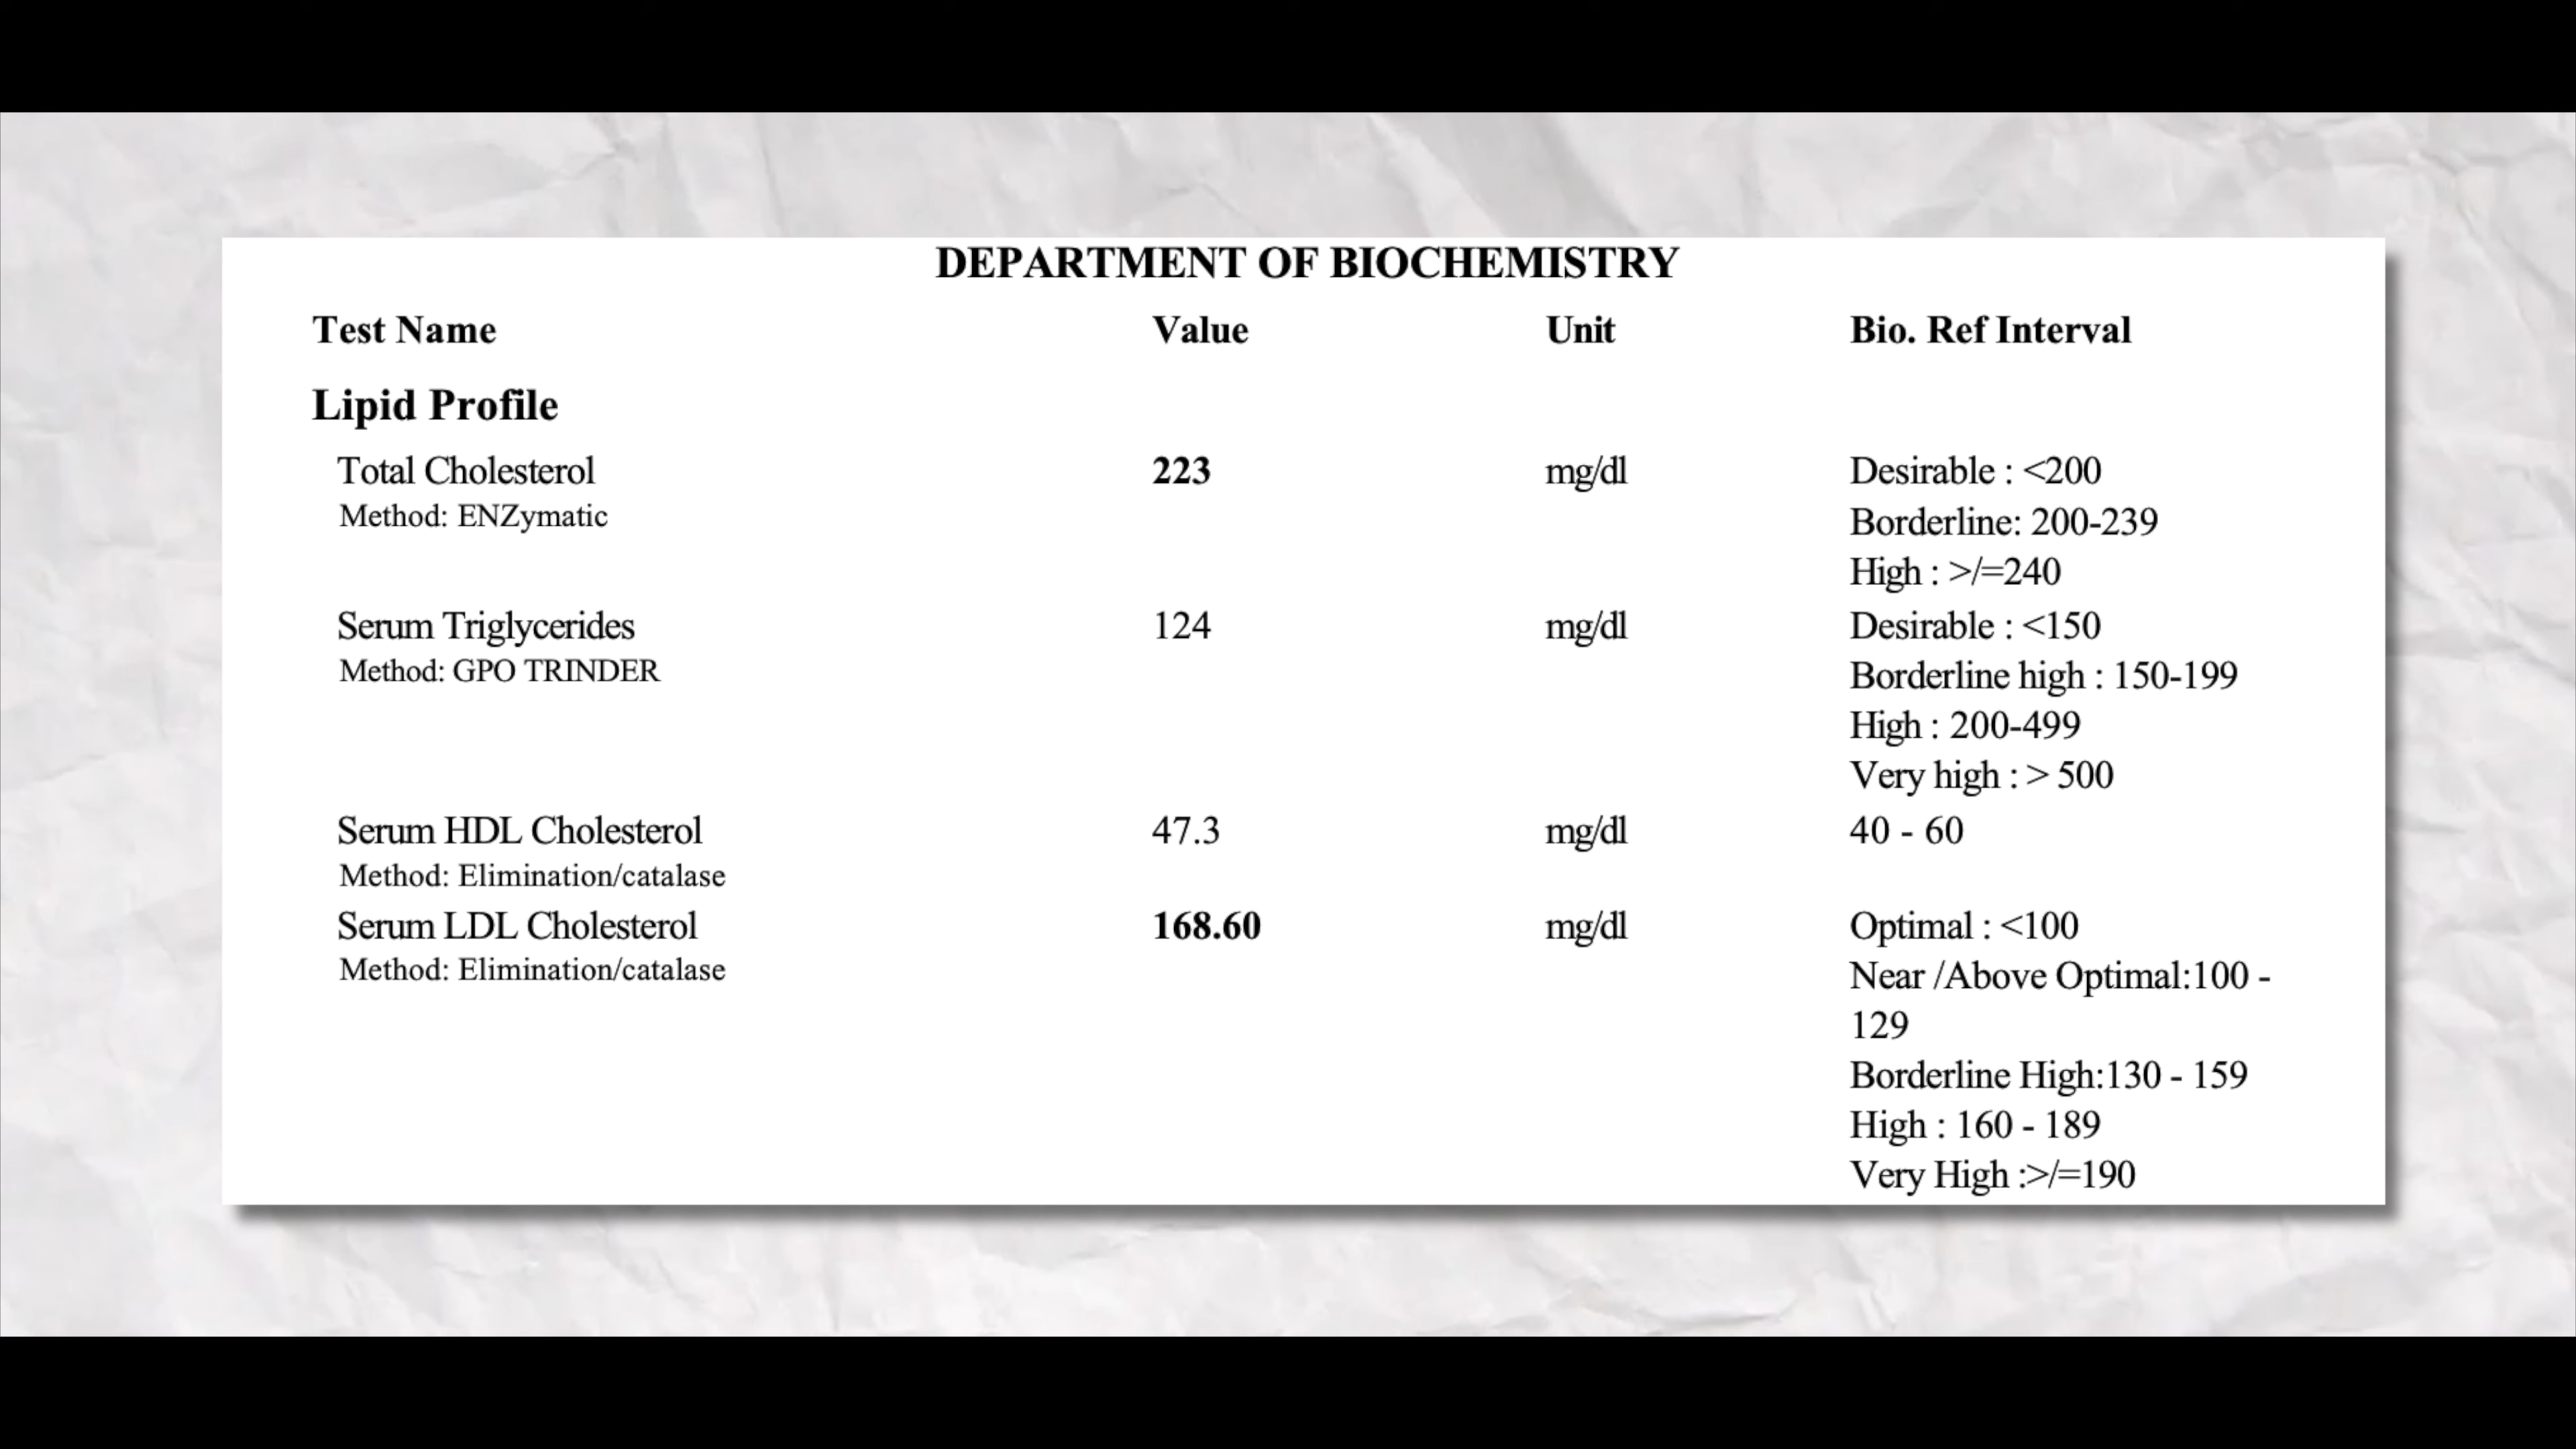 DEPARTMENT OF BIOCHEMISTRY
Test Name Value Unit Bio. Ref Interval
Lipid Profile
Total Cholesterol 223 mg/dl Desirable : <200
Method: ENZymatic Borderline: 200-239
High : >/=240
Serum Triglycerides 124 mg/dl Desirable : <150
Method: GPO TRINDER Borderline high : 150-199
High : 200-499
Very high : > 500
Serum HDL Cholesterol 47.3 mg/dl 40 - 60
Method: Elimination/catalase
Serum LDL Cholesterol 168.60 mg/dl Optimal : <100
Method: Elimination/catalase Near /Above Optimal:100 -
129
Borderline High:130 - 159
High : 160 - 189
Very High :>/=190